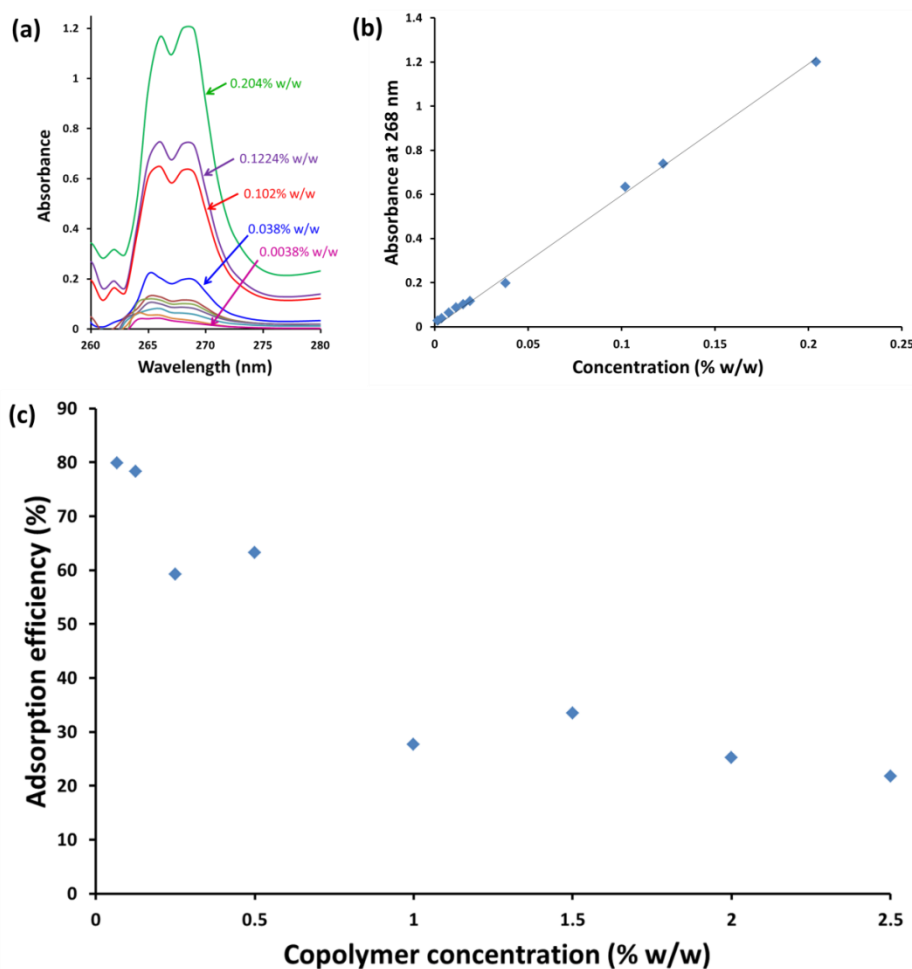 (a)
1.2
1
0.8
0.6
0.4
0.2
0
Absorbance
260 265 270 275 280
Wavelength (nm)
0.204% w/w
0.1224% w/w
0.102% w/w
0.038% w/w
0.0038% w/w
(b)
1.4
1.2
1
0.8
0.6
0.4
0.2
0
Absorbance at 268 nm
0 0.05 0.1 0.15 0.2 0.25
Concentration (% w/w)
(c)
90
80
70
60
50
40
30
20
10
0
Adsorption efficiency (%)
0 0.5 1 1.5 2 2.5
Copolymer concentration (% w/w)